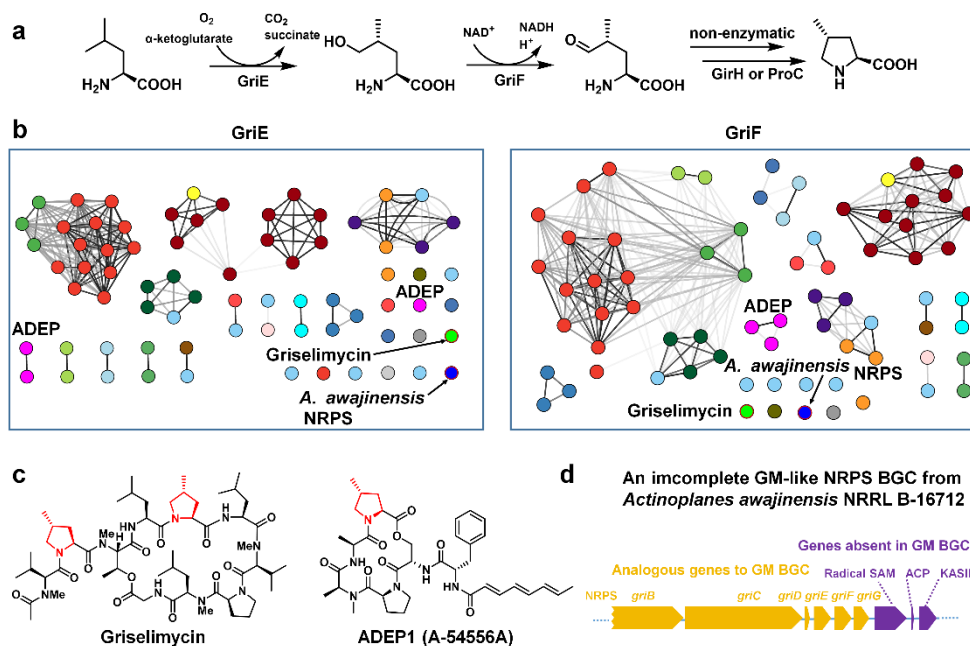 a
O₂
CO₂
α-ketoglutarate
succinate
GriE
HO
H₂N
COOH
H₂N
COOH
NAD⁺
NADH
H⁺
GriF
O
H₂N
COOH
non-enzymatic
GirH or ProC
N
H
COOH
b
GriE
GriF
ADEP
ADEP
Griselimycin
A. awajinensis
NRPS
ADEP
A. awajinensis
NRPS
Griselimycin
c
Griselimycin
ADEP1 (A-54556A)
d
An imcomplete GM-like NRPS BGC from
Actinoplanes awajinensis NRRL B-16712
Genes absent in GM BGC
Analogous genes to GM BGC
Radical SAM
ACP
KASIII
NRPS griB griC griD griE griF griG